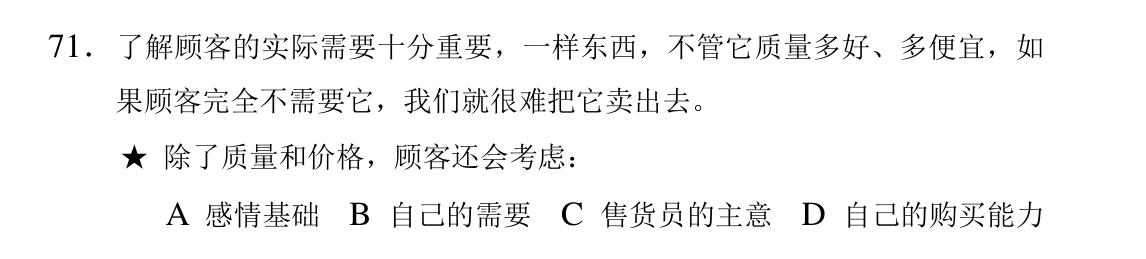 71． 了解顾客的实际需要十分重要，一样东西，不管它质量多好、多便宜，如
果顾客完全不需要它，我们就很难把它卖出去。
★ 除了质量和价格，顾客还会考虑：
A 感情基础 B 自己的需要 C 售货员的主意 D 自己的购买能力